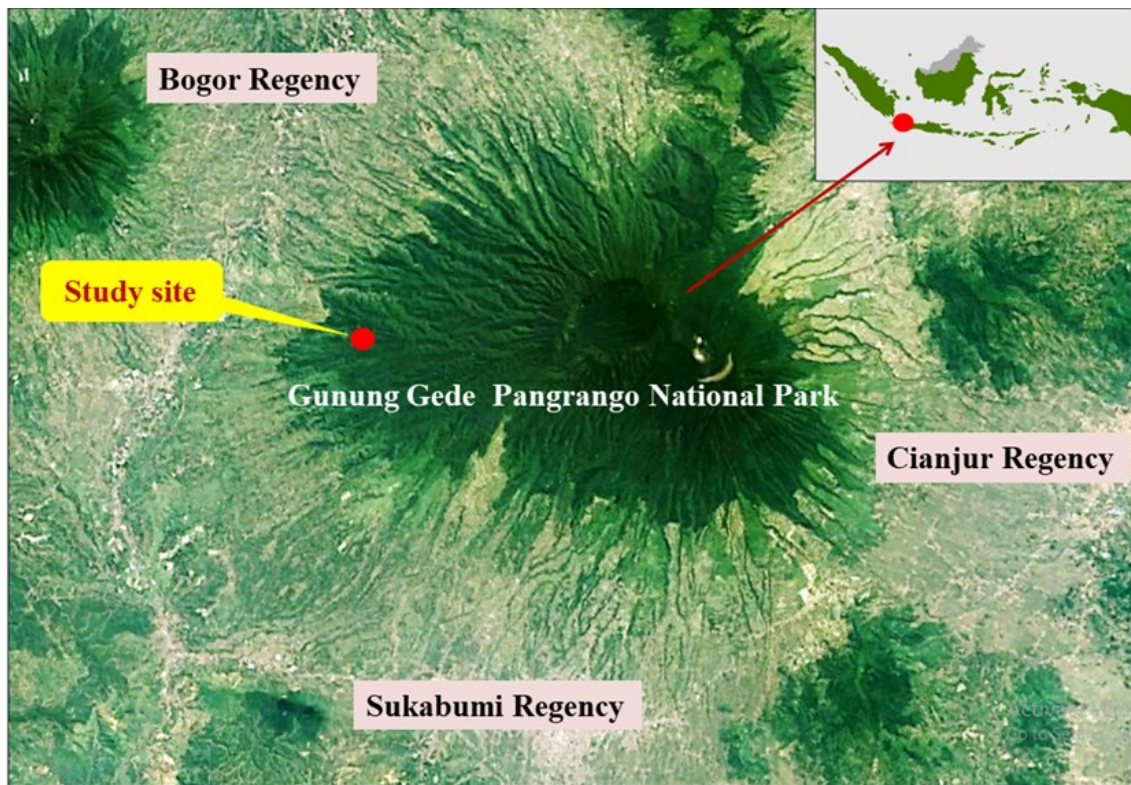 Bogor Regency
Study site
Gunung Gede Pangrango National Park
Cianjur Regency
Sukabumi Regency